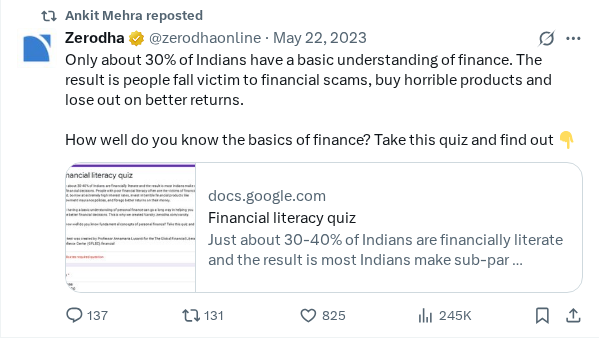 Ankit Mehra reposted
Zerodha @zerodhaonline · May 22, 2023
Only about 30% of Indians have a basic understanding of finance. The
result is people fall victim to financial scams, buy horrible products and
lose out on better returns.
How well do you know the basics of finance? Take this quiz and find out 👇
nancial literacy quiz
docs.google.com
Financial literacy quiz
Just about 30-40% of Indians are financially literate
and the result is most Indians make sub-par ...
137 131 825 245K